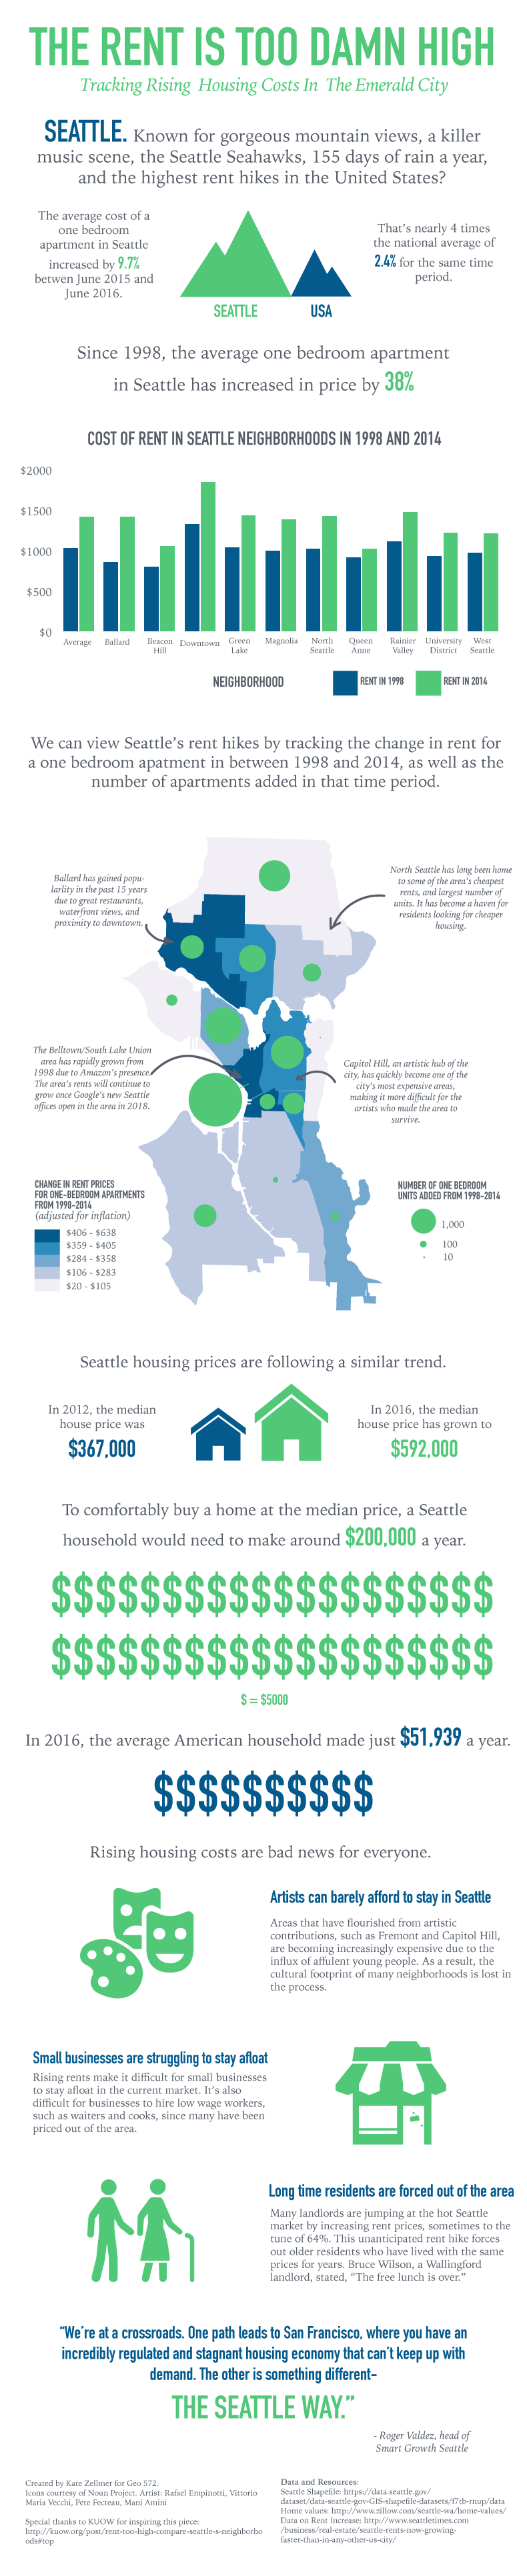 THE RENT IS TOO DAMN HIGH
Tracking Rising Housing Costs In The Emerald City
SEATTLE. Known for gorgeous mountain views, a killer
music scene, the Seattle Seahawks, 155 days of rain a year,
and the highest rent hikes in the United States?
The average cost of a
one bedroom
apartment in Seattle
increased by 9.7%
betwen June 2015 and
June 2016.
SEATTLE
USA
That's nearly 4 times
the national average of
2.4% for the same time
period.
Since 1998, the average one bedroom apartment
in Seattle has increased in price by 38%
COST OF RENT IN SEATTLE NEIGHBORHOODS IN 1998 AND 2014
$2000
$1500
$1000
$500
$0
Average
Ballard
Beacon
Hill
Downtown
Green
Lake
Magnolia
North
Seattle
Queen
Anne
Rainier
Valley
University
District
West
Seattle
NEIGHBORHOOD
RENT IN 1998
RENT IN 2014
We can view Seattle's rent hikes by tracking the change in rent for
a one bedroom apatment in between 1998 and 2014, as well as the
number of apartments added in that time period.
Ballard has gained popu-
larlity in the past 15 years
due to great restaurants,
waterfront views, and
proximity to downtown.
North Seattle has long been home
to some of the area's cheapest
rents, and largest number of
units. It has become a haven for
residents looking for cheaper
housing.
The Belltown/South Lake Union
area has rapidly grown from
1998 due to Amazon's presence.
The area's rents will continue to
grow once Google's new Seattle
offices open in the area in 2018.
Capitol Hill, an artistic hub of the
city, has quickly become one of the
city's most expensive areas,
making it more difficult for the
artists who made the area to
survive.
CHANGE IN RENT PRICES
FOR ONE-BEDROOM APARTMENTS
FROM 1998-2014
(adjusted for inflation)
$406 - $638
$359 - $405
$284 - $358
$106 - $283
$20 - $105
NUMBER OF ONE BEDROOM
UNITS ADDED FROM 1998-2014
1,000
100
10
Seattle housing prices are following a similar trend.
In 2012, the median
house price was
$367,000
In 2016, the median
house price has grown to
$592,000
To comfortably buy a home at the median price, a Seattle
household would need to make around $200,000 a year.
$$$$$$$$$$$$$$$$$$$$
$$$$$$$$$$$$$$$$$$$$
$ = $5000
In 2016, the average American household made just $51,939 a year.
$$$$$$$$$$
Rising housing costs are bad news for everyone.
Artists can barely afford to stay in Seattle
Areas that have flourished from artistic
contributions, such as Fremont and Capitol Hill,
are becoming increasingly expensive due to the
influx of affulent young people. As a result, the
cultural footprint of many neighborhoods is lost in
the process.
Small businesses are struggling to stay afloat
Rising rents make it difficult for small businesses
to stay afloat in the current market. It's also
difficult for businesses to hire low wage workers,
such as waiters and cooks, since many have been
priced out of the area.
Long time residents are forced out of the area
Many landlords are jumping at the hot Seattle
market by increasing rent prices, sometimes to the
tune of 64%. This unanticipated rent hike forces
out older residents who have lived with the same
prices for years. Bruce Wilson, a Wallingford
landlord, stated, "The free lunch is over."
"We're at a crossroads. One path leads to San Francisco, where you have an
incredibly regulated and stagnant housing economy that can't keep up with
demand. The other is something different-
THE SEATTLE WAY."
- Roger Valdez, head of
Smart Growth Seattle
Created by Kate Zellmer for Geo 572.
Icons courtesy of Noun Project. Artist: Rafael Empinotti, Vittorio
Maria Vecchi, Pete Fecteau, Mani Amini
Special thanks to KUOW for inspiring this piece:
http://kuow.org/post/rent-too-high-compare-seattle-s-neighborho
ods#top
Data and Resources:
Seattle Shapefile: https://data.seattle.gov/
dataset/data-seattle-gov-GIS-shapefile-datasets/f7tb-rnup/data
Home values: http://www.zillow.com/seattle-wa/home-values/
Data on Rent Increase: http://www.seattletimes.com
/business/real-estate/seattle-rents-now-growing-
faster-than-in-any-other-us-city/